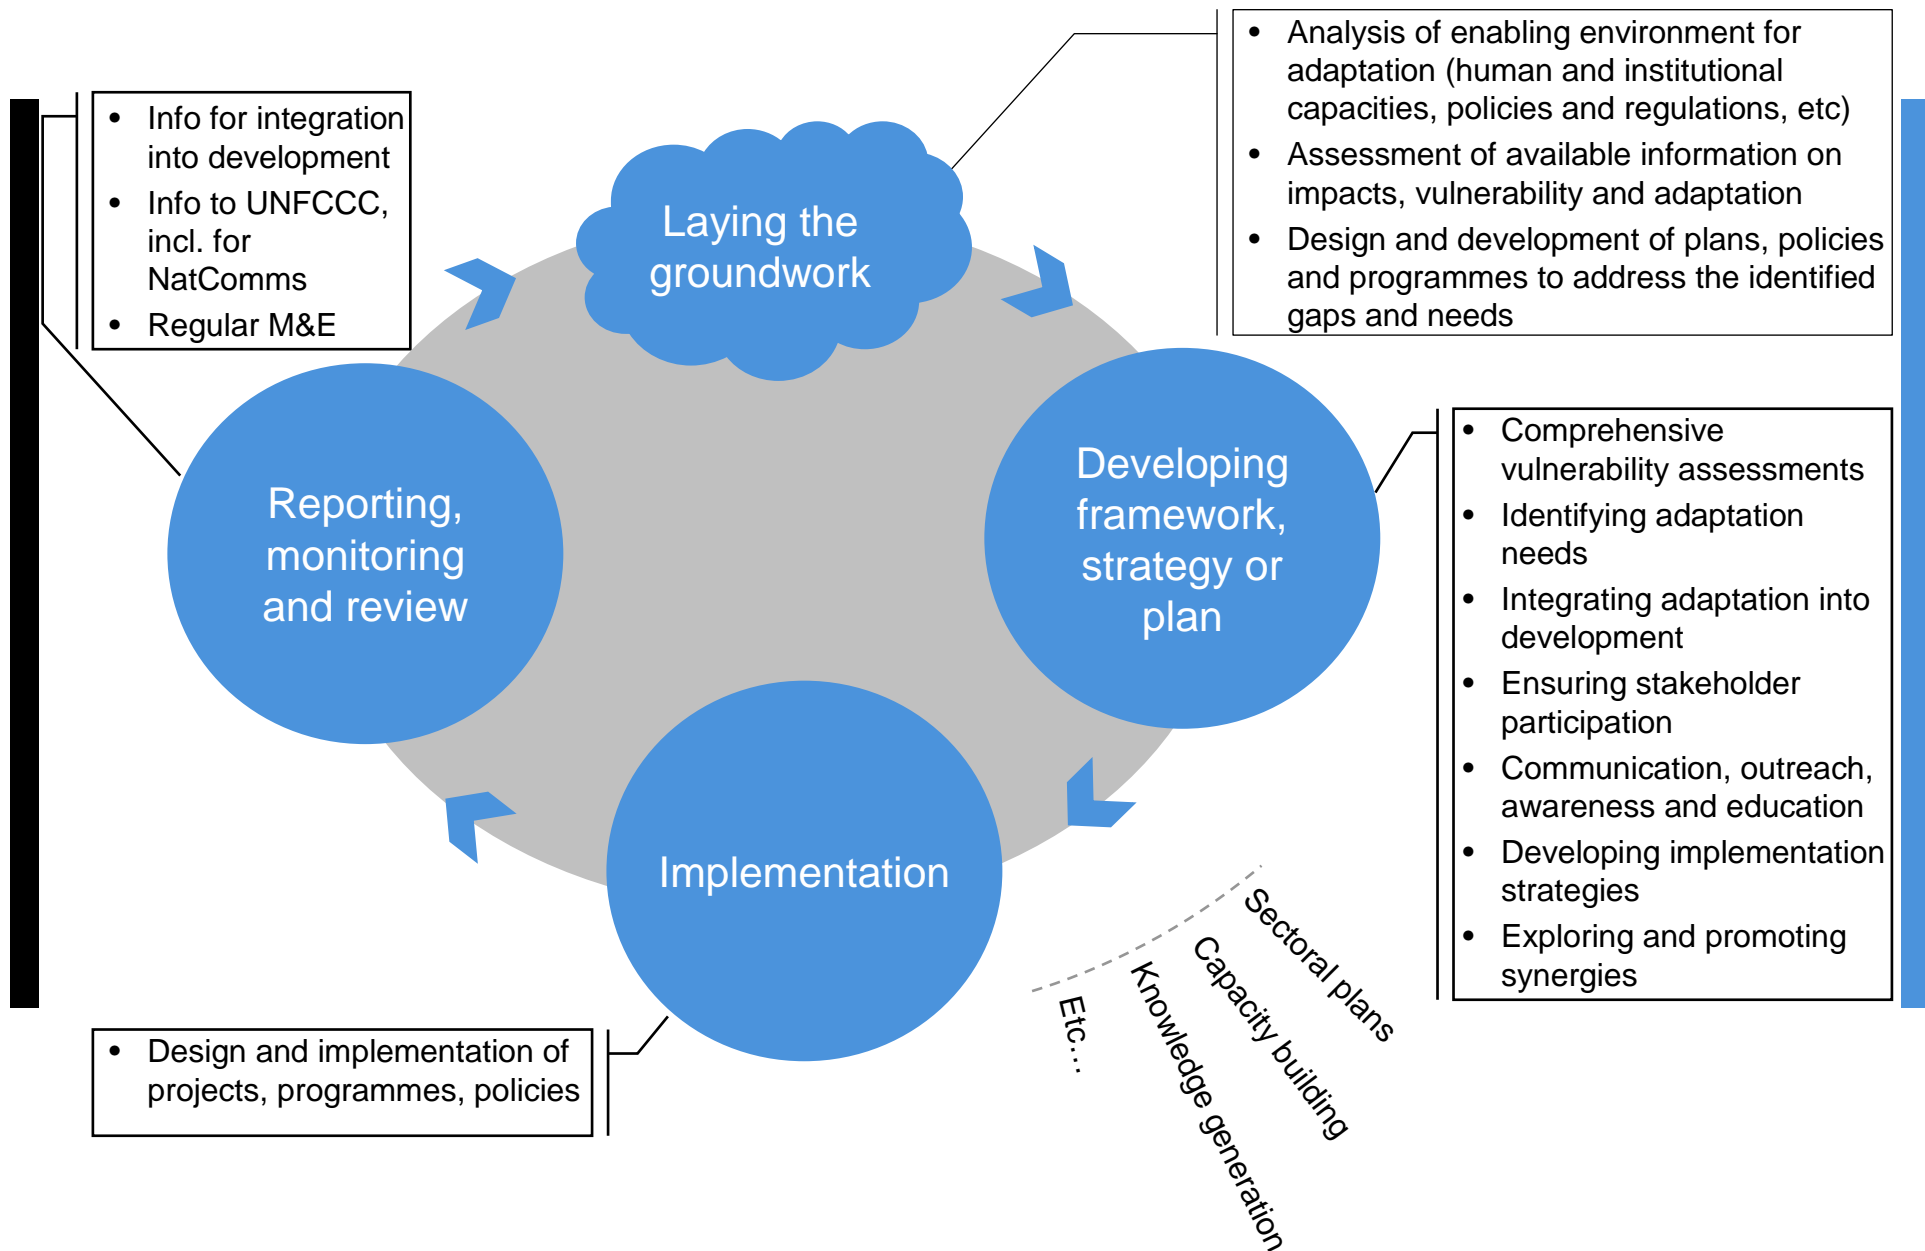 Laying the
groundwork
• Analysis of enabling environment for
adaptation (human and institutional
capacities, policies and regulations, etc)
• Assessment of available information on
impacts, vulnerability and adaptation
• Design and development of plans, policies
and programmes to address the identified
gaps and needs
Developing
framework,
strategy or
plan
• Comprehensive
vulnerability assessments
• Identifying adaptation
needs
• Integrating adaptation into
development
• Ensuring stakeholder
participation
• Communication, outreach,
awareness and education
• Developing implementation
strategies
• Exploring and promoting
synergies
Sectoral plans
Capacity building
Knowledge generation
Etc…
Implementation
• Design and implementation of
projects, programmes, policies
Reporting,
monitoring
and review
• Info for integration
into development
• Info to UNFCCC,
incl. for
NatComms
• Regular M&E